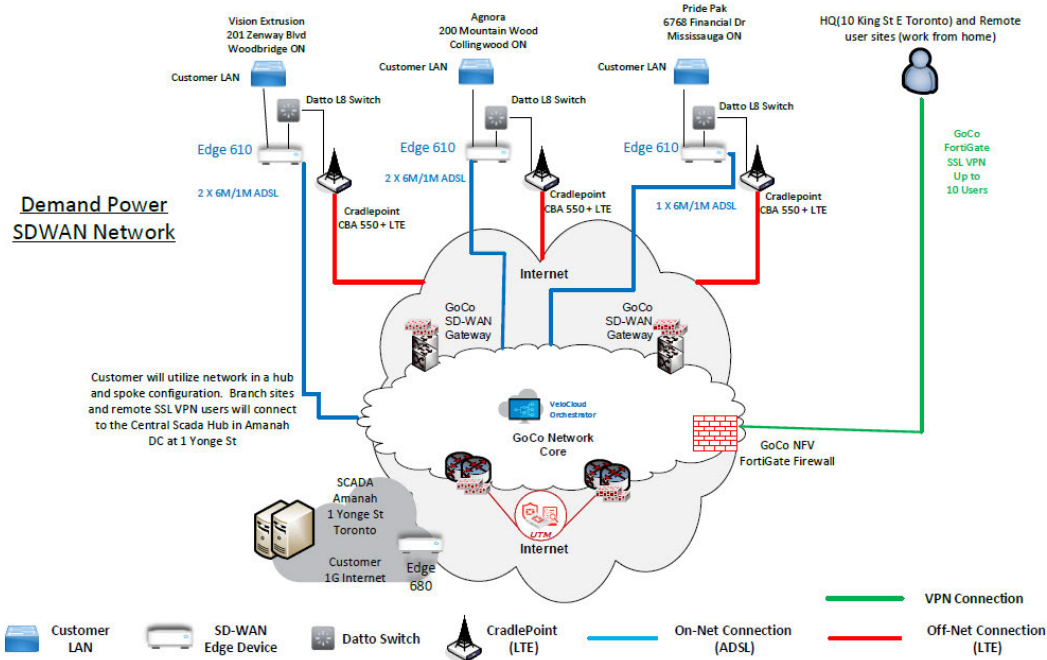 Vision Extrusion
201 Zenway Blvd
Woodbridge ON
Customer LAN
Datto L8 Switch
Edge 610
2 X 6M/1M ADSL
Cradlepoint
CBA 550 + LTE
Agnora
200 Mountain Wood
Collingwood ON
Customer LAN
Datto L8 Switch
Edge 610
2 X 6M/1M ADSL
Cradlepoint
CBA 550 + LTE
Pride Pak
6768 Financial Dr
Mississauga ON
Customer LAN
Datto L8 Switch
Edge 610
1 X 6M/1M ADSL
Cradlepoint
CBA 550 + LTE
HQ(10 King St E Toronto) and Remote
user sites (work from home)
GoCo
FortiGate
SSL VPN
Up to
10 Users
Demand Power
SDWAN Network
Internet
GoCo
SD-WAN
Gateway
GoCo
SD-WAN
Gateway
Customer will utilize network in a hub
and spoke configuration. Branch sites
and remote SSL VPN users will connect
to the Central Scada Hub in Amanah
DC at 1 Yonge St
VeloCloud
Orchestrator
GoCo Network
Core
GoCo NFV
FortiGate Firewall
UTM
Internet
SCADA
Amanah
1 Yonge St
Toronto
Customer
1G Internet
Edge
680
VPN Connection
Customer
LAN
SD-WAN
Edge Device
Datto Switch
CradlePoint
(LTE)
On-Net Connection
(ADSL)
Off-Net Connection
(LTE)